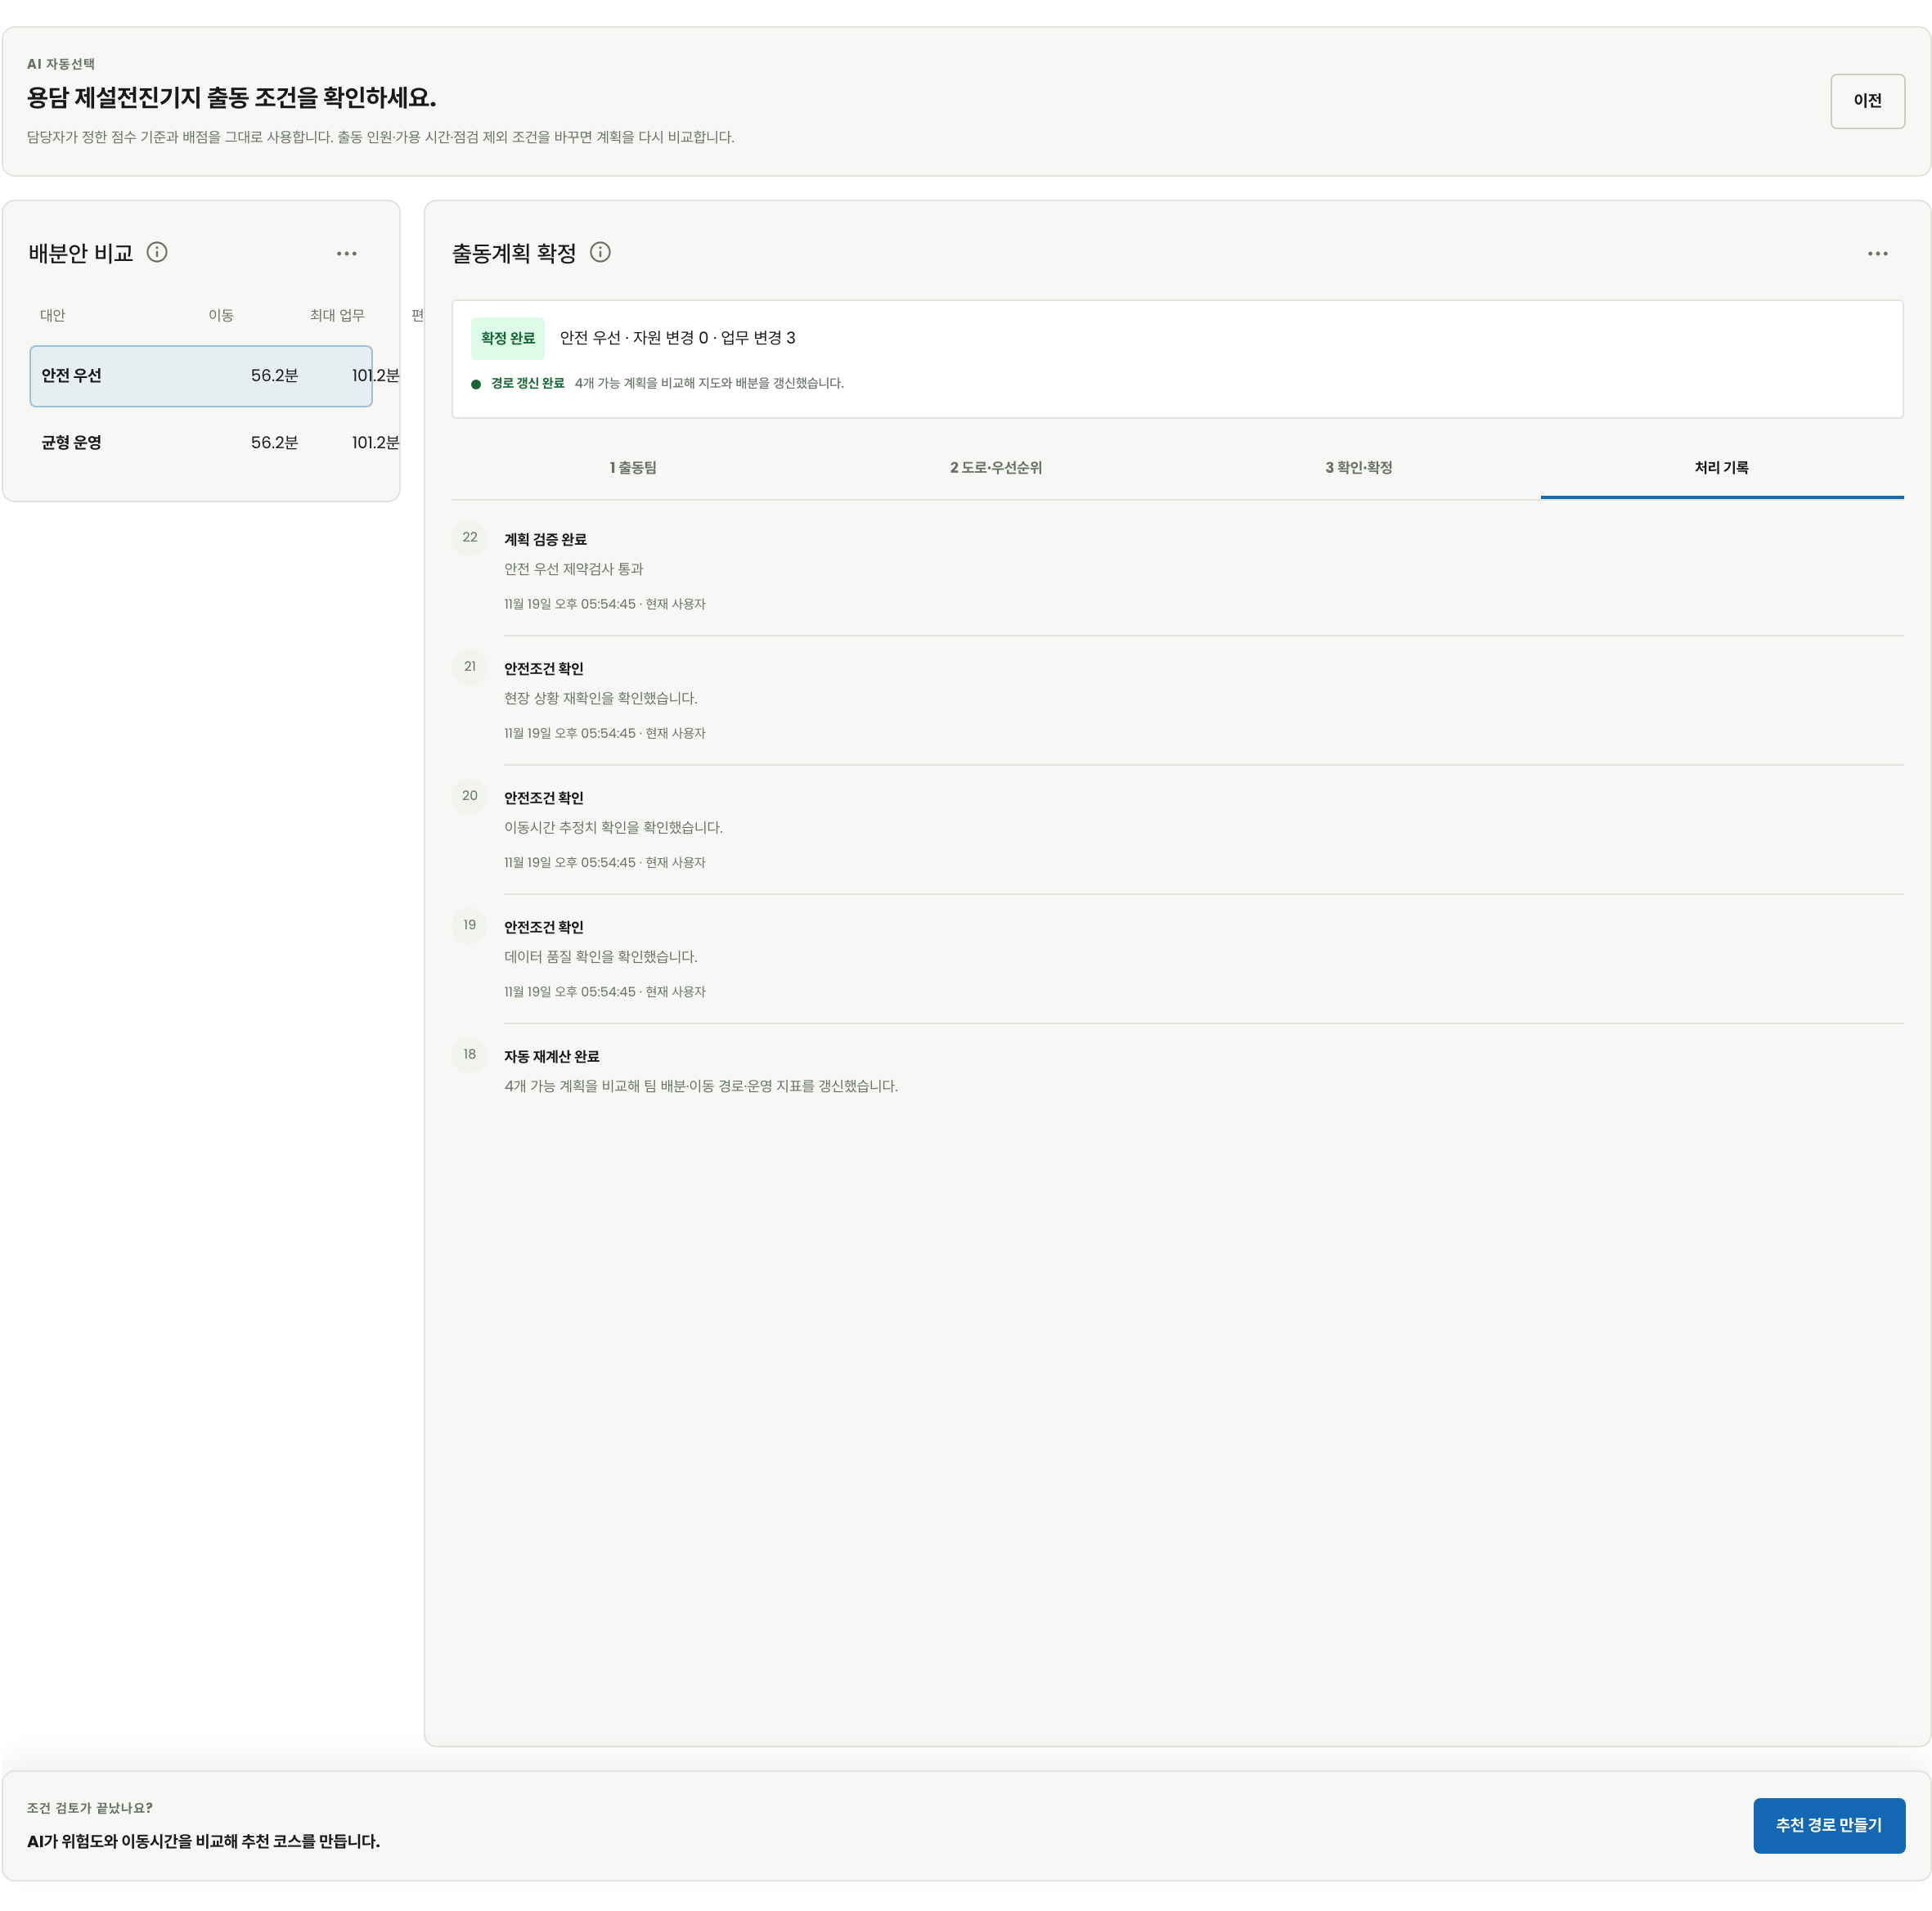 AI 자동선택
용담 제설전진기지 출동 조건을 확인하세요.
담당자가 정한 점수 기준과 배점을 그대로 사용합니다. 출동 인원·가용 시간·점검 제외 조건을 바꾸면 계획을 다시 비교합니다.
이전
배분안 비교
대안 이동 최대 업무 편
안전 우선 56.2분 101.2분
균형 운영 56.2분 101.2분
출동계획 확정
확정 완료 안전 우선 · 자원 변경 0 · 업무 변경 3
경로 갱신 완료 4개 가능 계획을 비교해 지도와 배분을 갱신했습니다.
1 출동팀 2 도로·우선순위 3 확인·확정 처리 기록
22 계획 검증 완료
안전 우선 제약검사 통과
11월 19일 오후 05:54:45 · 현재 사용자
21 안전조건 확인
현장 상황 재확인을 확인했습니다.
11월 19일 오후 05:54:45 · 현재 사용자
20 안전조건 확인
이동시간 추정치 확인을 확인했습니다.
11월 19일 오후 05:54:45 · 현재 사용자
19 안전조건 확인
데이터 품질 확인을 확인했습니다.
11월 19일 오후 05:54:45 · 현재 사용자
18 자동 재계산 완료
4개 가능 계획을 비교해 팀 배분·이동 경로·운영 지표를 갱신했습니다.
조건 검토가 끝났나요?
AI가 위험도와 이동시간을 비교해 추천 코스를 만듭니다.
추천 경로 만들기